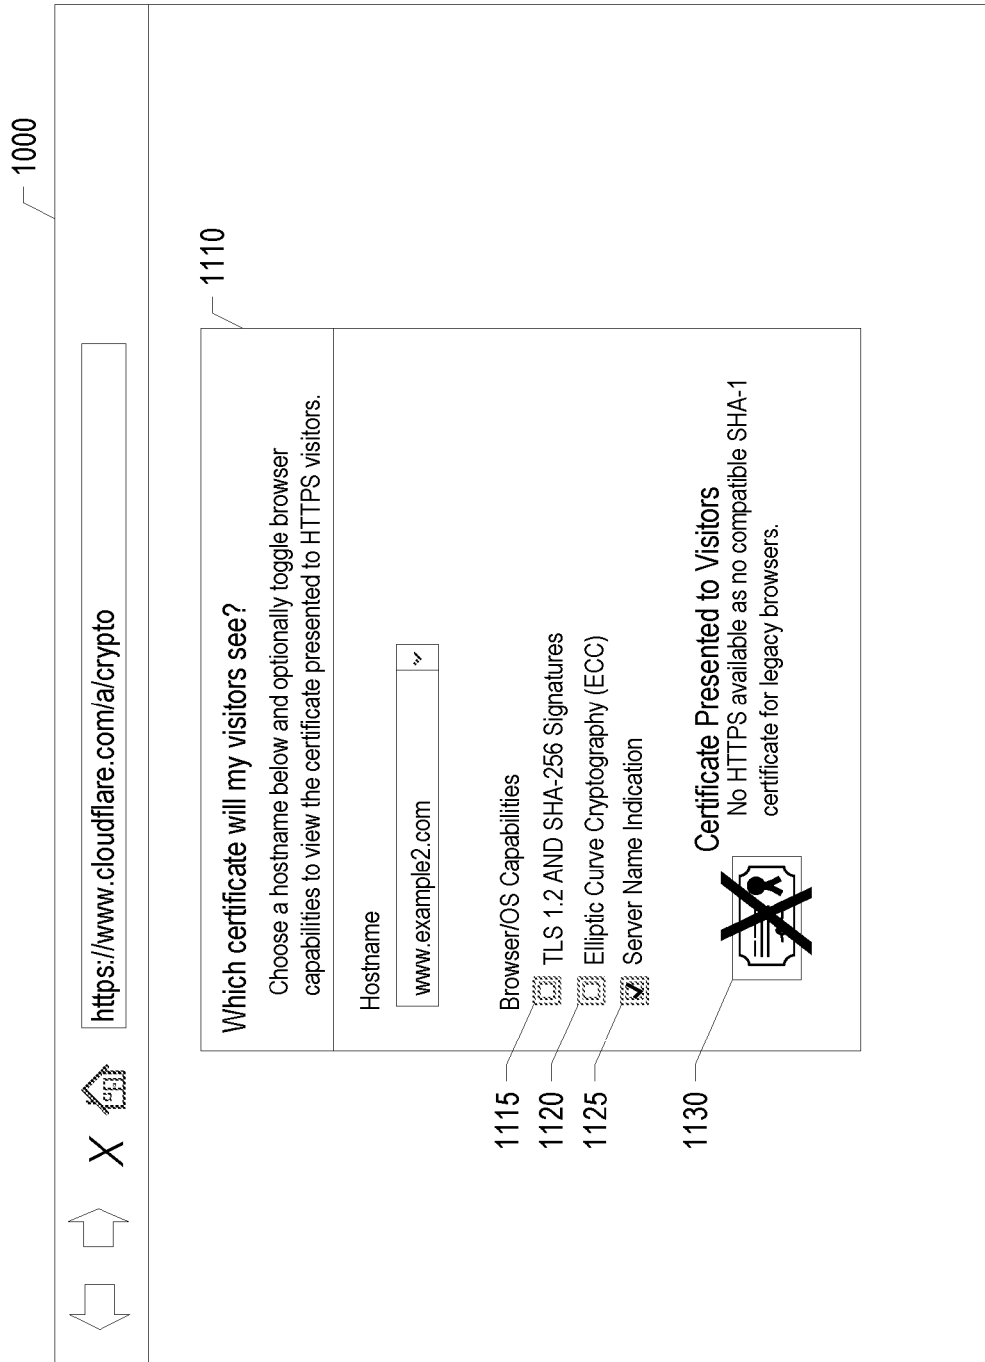 1000
X
https://www.cloudflare.com/a/crypto
1110
Which certificate will my visitors see?
Choose a hostname below and optionally toggle browser
capabilities to view the certificate presented to HTTPS visitors.
Hostname
www.example2.com
Browser/OS Capabilities
1115
TLS 1.2 AND SHA-256 Signatures
1120
Elliptic Curve Cryptography (ECC)
1125
Server Name Indication
1130
Certificate Presented to Visitors
No HTTPS available as no compatible SHA-1
certificate for legacy browsers.